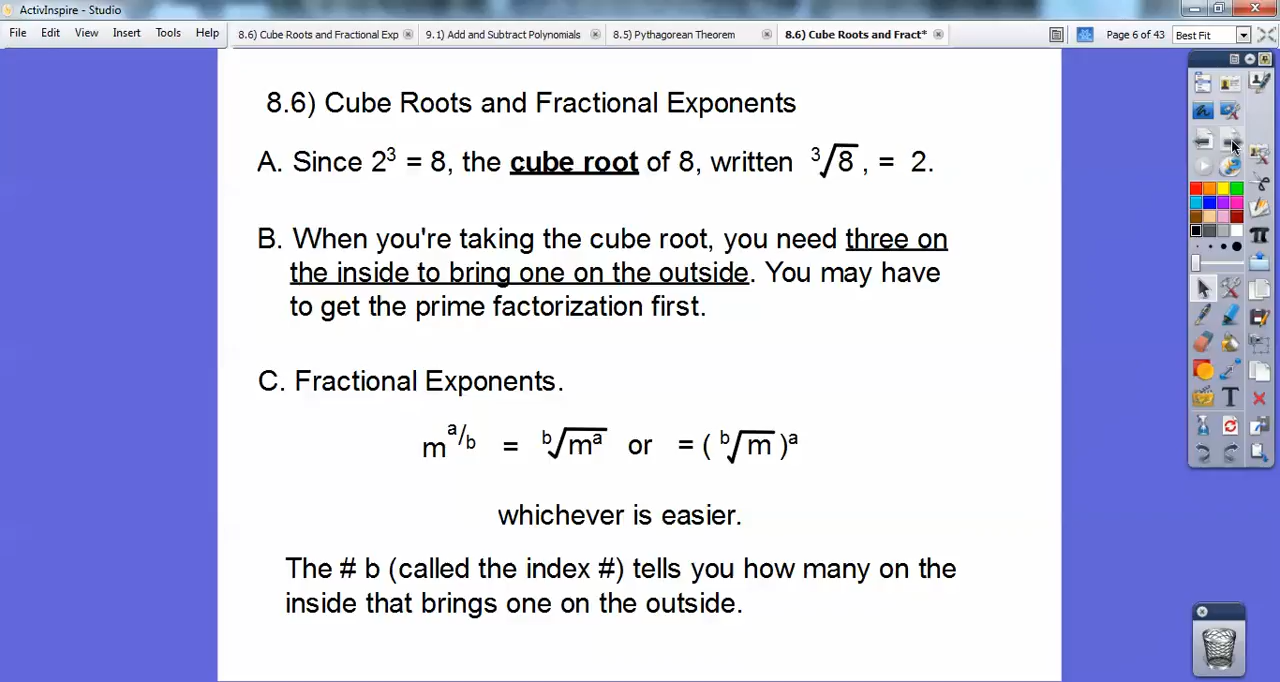 ActivInspire - Studio
File Edit View Insert Tools Help
8.6) Cube Roots and Fractional Exp 9.1) Add and Subtract Polynomials 8.5) Pythagorean Theorem 8.6) Cube Roots and Fract* Page 6 of 43 Best Fit
8.6) Cube Roots and Fractional Exponents
A. Since 2³ = 8, the cube root of 8, written ³√8 , = 2.
B. When you're taking the cube root, you need three on
the inside to bring one on the outside. You may have
to get the prime factorization first.
C. Fractional Exponents.
m^a/b = ᵇ√mᵃ or = ( ᵇ√m )ᵃ
whichever is easier.
The # b (called the index #) tells you how many on the
inside that brings one on the outside.